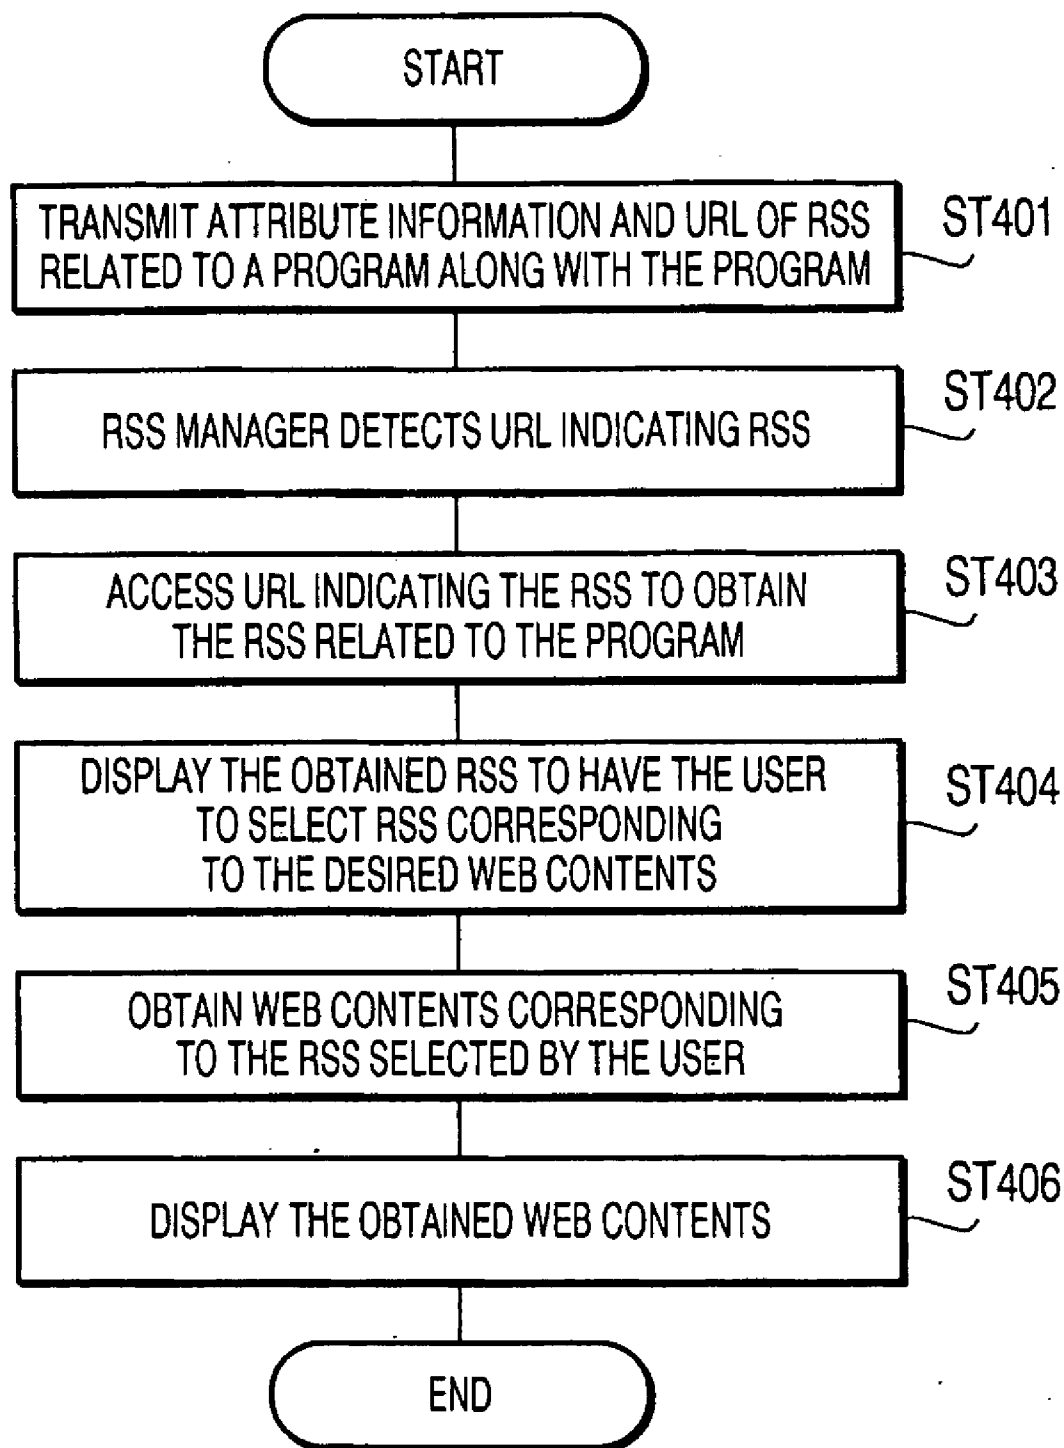 START
TRANSMIT ATTRIBUTE INFORMATION AND URL OF RSS
RELATED TO A PROGRAM ALONG WITH THE PROGRAM
ST401
RSS MANAGER DETECTS URL INDICATING RSS
ST402
ACCESS URL INDICATING THE RSS TO OBTAIN
THE RSS RELATED TO THE PROGRAM
ST403
DISPLAY THE OBTAINED RSS TO HAVE THE USER
TO SELECT RSS CORRESPONDING
TO THE DESIRED WEB CONTENTS
ST404
OBTAIN WEB CONTENTS CORRESPONDING
TO THE RSS SELECTED BY THE USER
ST405
DISPLAY THE OBTAINED WEB CONTENTS
ST406
END